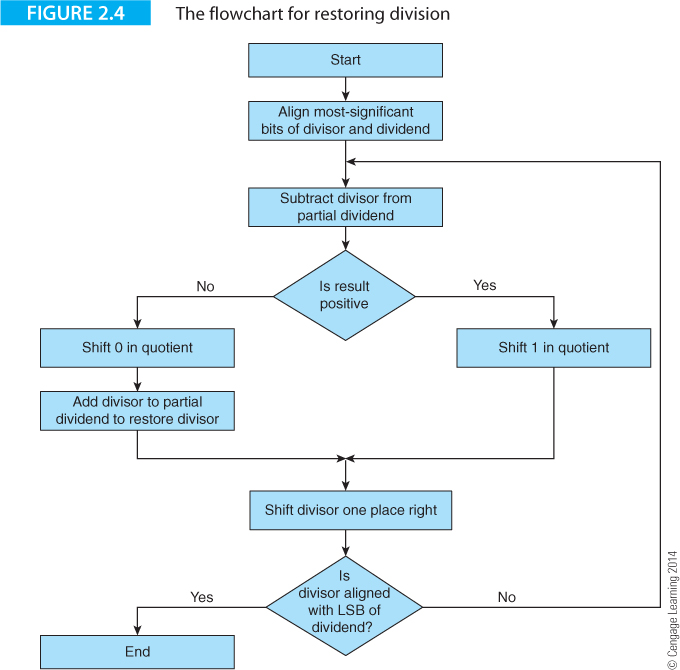 FIGURE 2.4 The flowchart for restoring division
Start
Align most-significant
bits of divisor and dividend
Subtract divisor from
partial dividend
Is result
positive
No
Yes
Shift 0 in quotient
Shift 1 in quotient
Add divisor to partial
dividend to restore divisor
Shift divisor one place right
Is
divisor aligned
with LSB of
dividend?
Yes
No
End
© Cengage Learning 2014